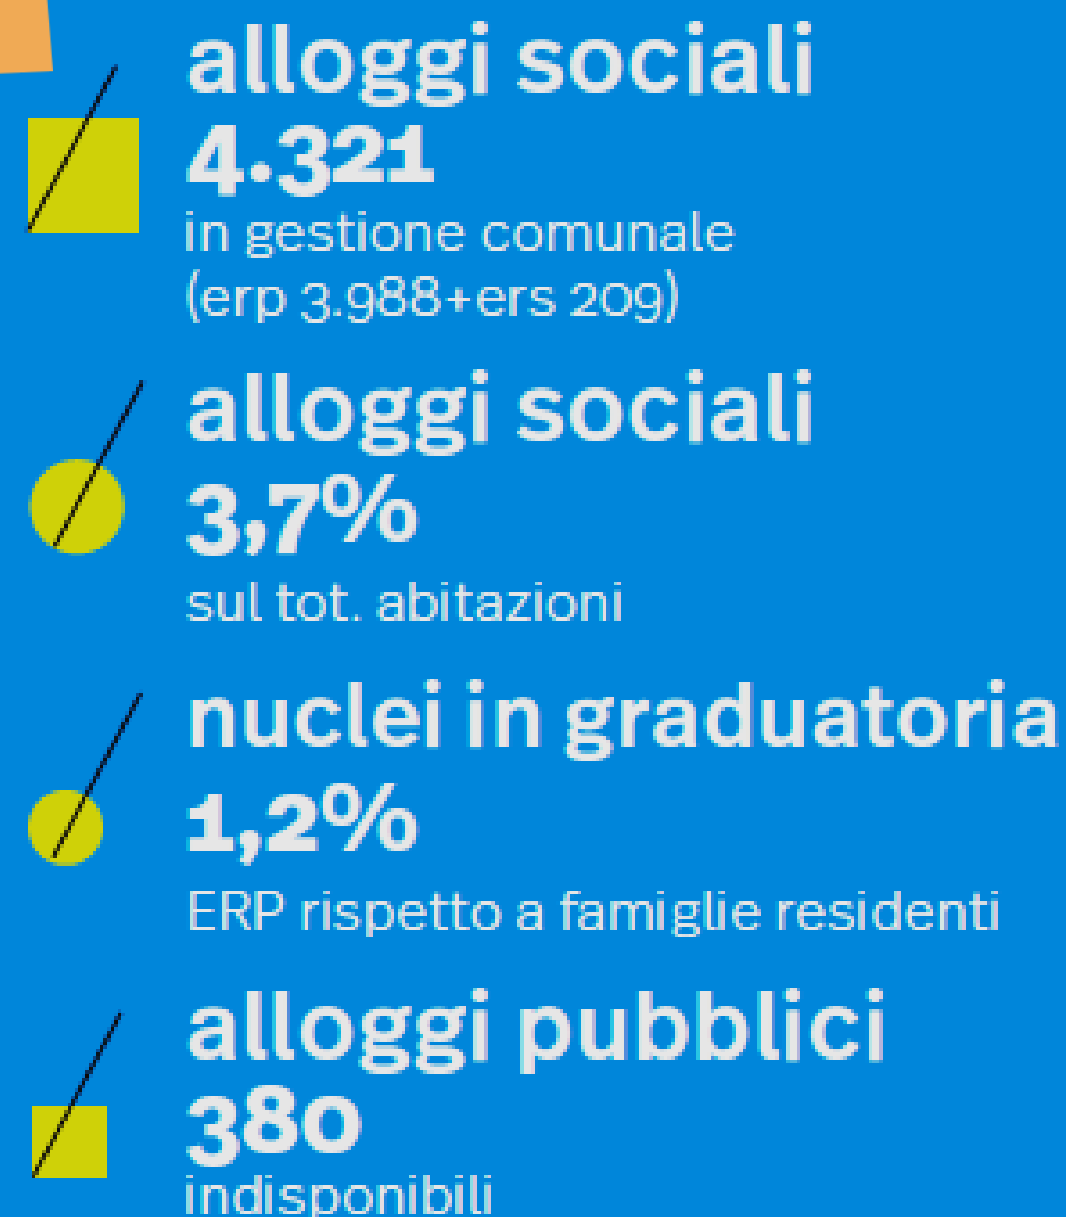 alloggi sociali
4.321
in gestione comunale
(erp 3.988+ers 209)
alloggi sociali
3,7%
sul tot. abitazioni
nuclei in graduatoria
1,2%
ERP rispetto a famiglie residenti
alloggi pubblici
380
indisponibili